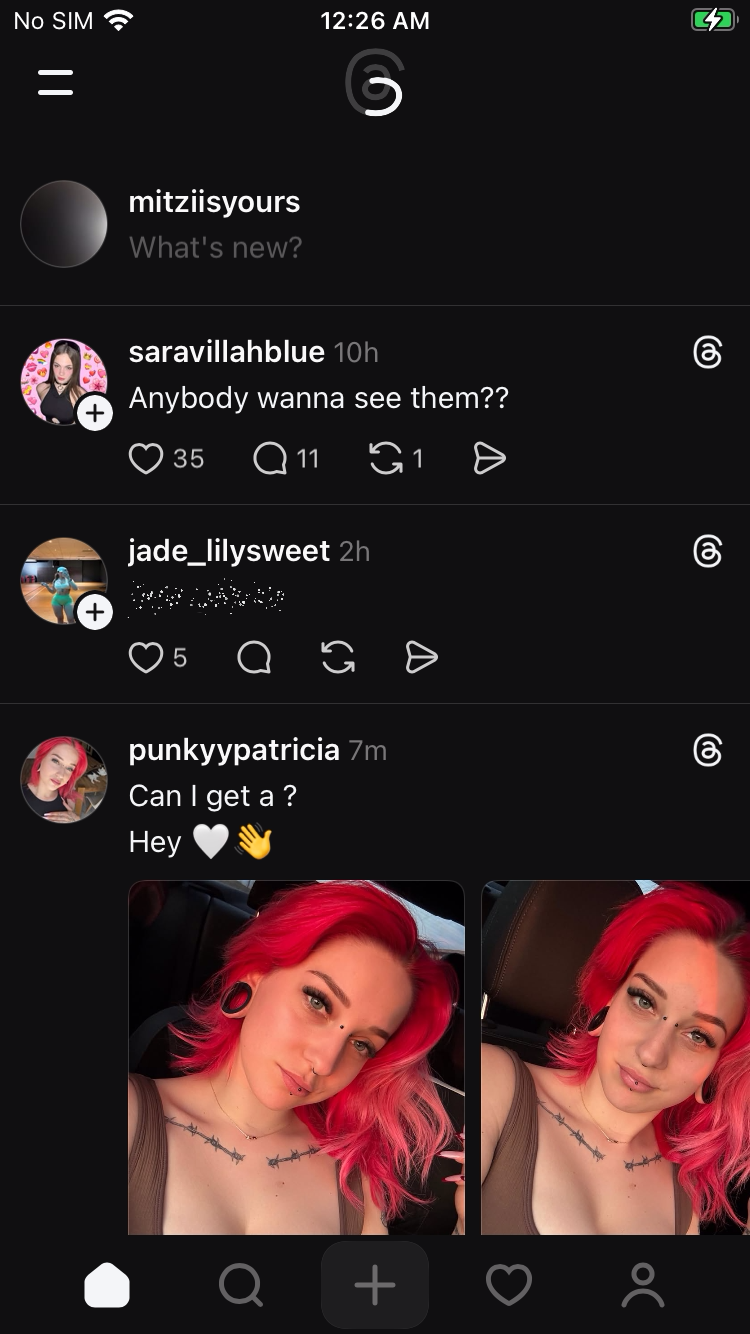 No SIM 12:26 AM
mitziisyours
What's new?
saravillahblue 10h
Anybody wanna see them??
35 11 1
jade_lilysweet 2h
5
punkyypatricia 7m
Can I get a ?
Hey 🤍👋